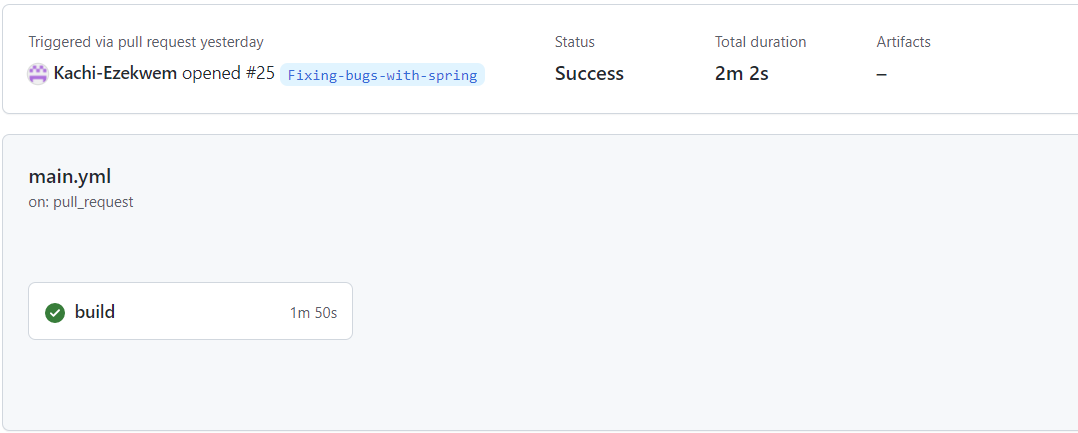 Triggered via pull request yesterday
Kachi-Ezekwem opened #25 Fixing-bugs-with-spring
Status
Success
Total duration
2m 2s
Artifacts
–
main.yml
on: pull_request
build 1m 50s